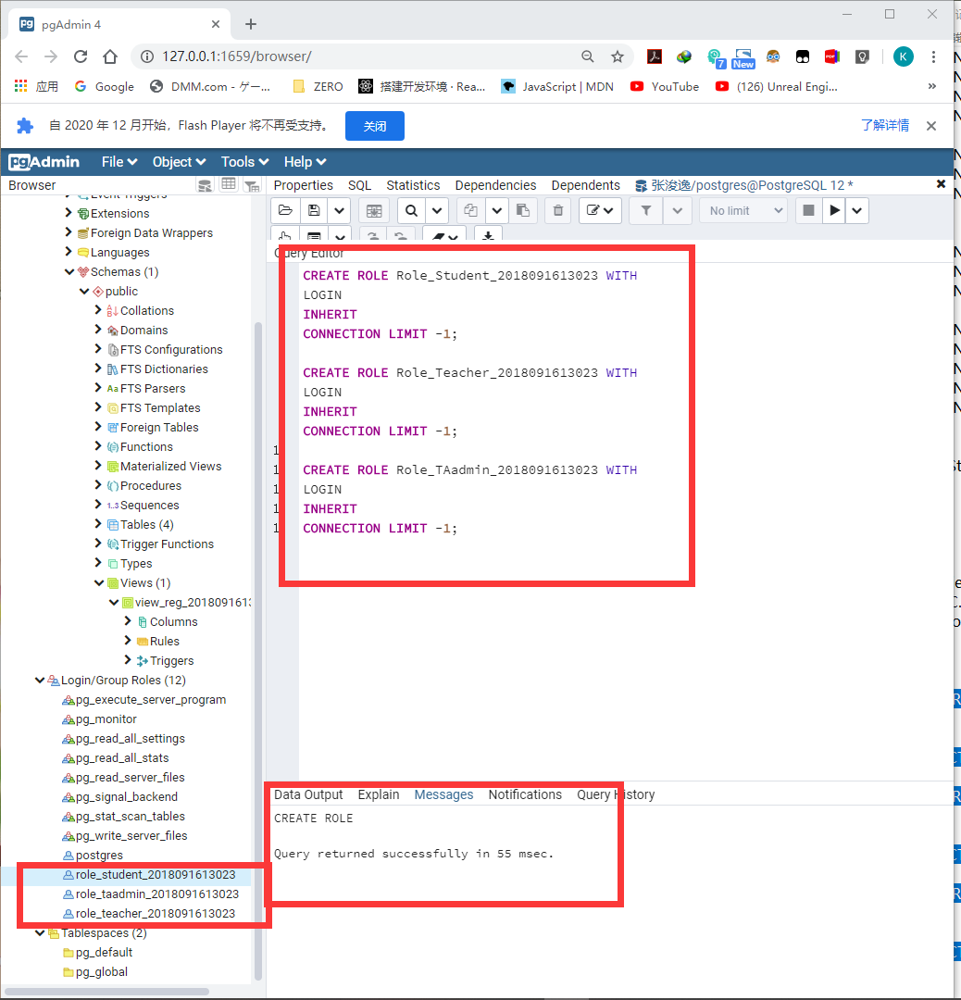 pgAdmin 4
127.0.0.1:1659/browser/
7
New
PDF
K
应用
Google
DMM.com - ゲー...
ZERO
搭建开发环境 · Rea...
JavaScript | MDN
YouTube
(126) Unreal Engi...
»
自 2020 年 12 月开始，Flash Player 将不再受支持。
关闭
了解详情
pgAdmin
File
Object
Tools
Help
Browser
Properties
SQL
Statistics
Dependencies
Dependents
张浚逸/postgres@PostgreSQL 12 *
No limit
Event Triggers
Extensions
Foreign Data Wrappers
Languages
Schemas (1)
public
Collations
Domains
FTS Configurations
FTS Dictionaries
Aa FTS Parsers
FTS Templates
Foreign Tables
Functions
Materialized Views
Procedures
1..3 Sequences
Tables (4)
Trigger Functions
Types
Views (1)
view_reg_201809161
Columns
Rules
Triggers
Login/Group Roles (12)
pg_execute_server_program
pg_monitor
pg_read_all_settings
pg_read_all_stats
pg_read_server_files
pg_signal_backend
pg_stat_scan_tables
pg_write_server_files
postgres
role_student_2018091613023
role_taadmin_2018091613023
role_teacher_2018091613023
Tablespaces (2)
pg_default
pg_global
Query Editor
CREATE ROLE Role_Student_2018091613023 WITH
LOGIN
INHERIT
CONNECTION LIMIT -1;
CREATE ROLE Role_Teacher_2018091613023 WITH
LOGIN
INHERIT
CONNECTION LIMIT -1;
CREATE ROLE Role_TAadmin_2018091613023 WITH
LOGIN
INHERIT
CONNECTION LIMIT -1;
Data Output
Explain
Messages
Notifications
Query History
CREATE ROLE
Query returned successfully in 55 msec.